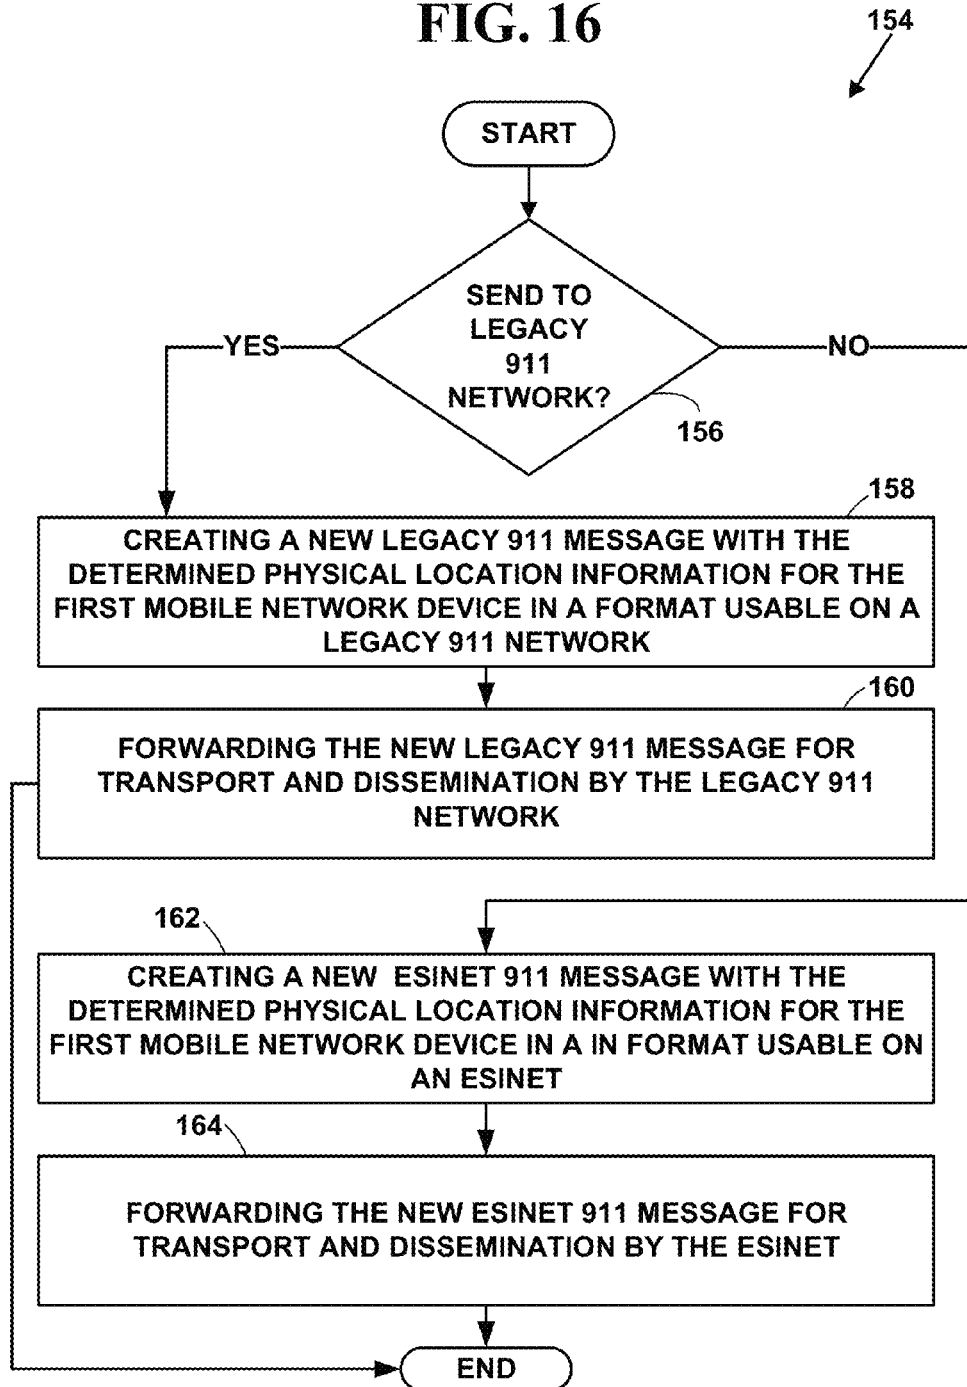 FIG. 16
154
START
SEND TO
LEGACY
911
NETWORK?
YES
NO
156
158
CREATING A NEW LEGACY 911 MESSAGE WITH THE
DETERMINED PHYSICAL LOCATION INFORMATION FOR THE
FIRST MOBILE NETWORK DEVICE IN A FORMAT USABLE ON A
LEGACY 911 NETWORK
160
FORWARDING THE NEW LEGACY 911 MESSAGE FOR
TRANSPORT AND DISSEMINATION BY THE LEGACY 911
NETWORK
162
CREATING A NEW ESINET 911 MESSAGE WITH THE
DETERMINED PHYSICAL LOCATION INFORMATION FOR THE
FIRST MOBILE NETWORK DEVICE IN A IN FORMAT USABLE ON
AN ESINET
164
FORWARDING THE NEW ESINET 911 MESSAGE FOR
TRANSPORT AND DISSEMINATION BY THE ESINET
END